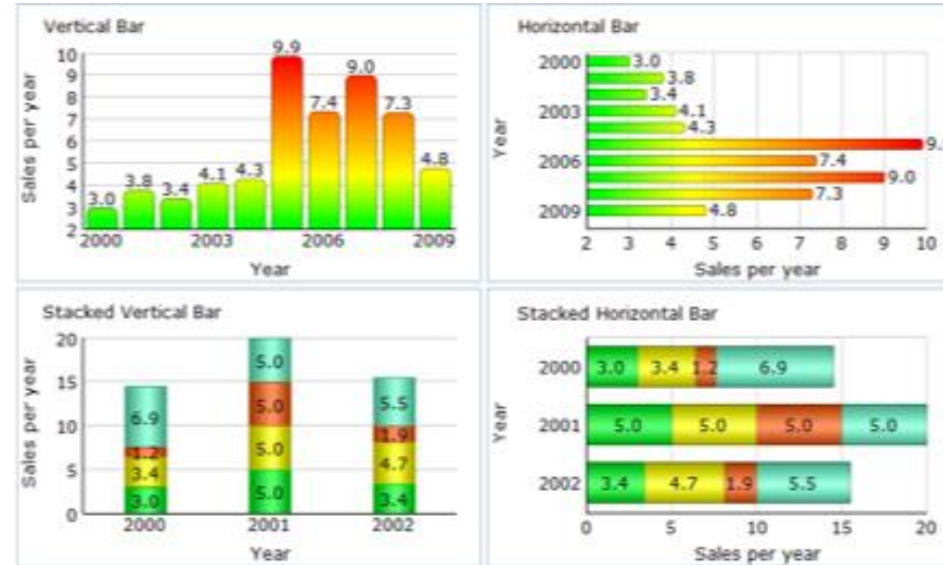 Vertical Bar
Sales per year
10
9
8
7
6
5
4
3
2
3.0
3.8
3.4
4.1
4.3
9.9
7.4
9.0
7.3
4.8
2000 2003 2006 2009
Year
Horizontal Bar
Year
2000
2003
2006
2009
3.0
3.8
3.4
4.1
4.3
9.
7.4
9.0
7.3
4.8
2 3 4 5 6 7 8 9 10
Sales per year
Stacked Vertical Bar
Sales per year
20
15
10
5
0
6.9
1.2
3.4
3.0
5.0
5.0
5.0
5.0
5.5
1.9
4.7
3.4
2000 2001 2002
Year
Stacked Horizontal Bar
Year
2000 3.0 3.4 1.2 6.9
2001 5.0 5.0 5.0 5.0
2002 3.4 4.7 1.9 5.5
0 5 10 15 20
Sales per year